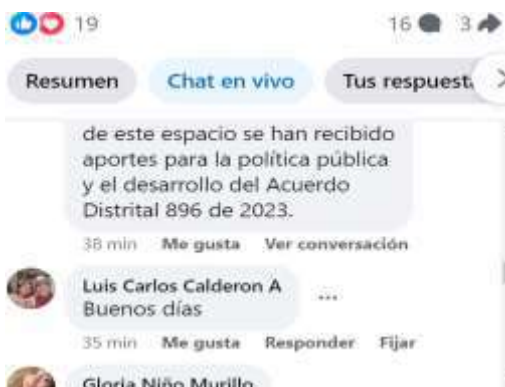 19 16 3
Resumen Chat en vivo Tus respuest
de este espacio se han recibido
aportes para la política pública
y el desarrollo del Acuerdo
Distrital 896 de 2023.
38 min Me gusta Ver conversación
Luis Carlos Calderon A
Buenos días
35 min Me gusta Responder Fijar
Gloria Niño Murillo